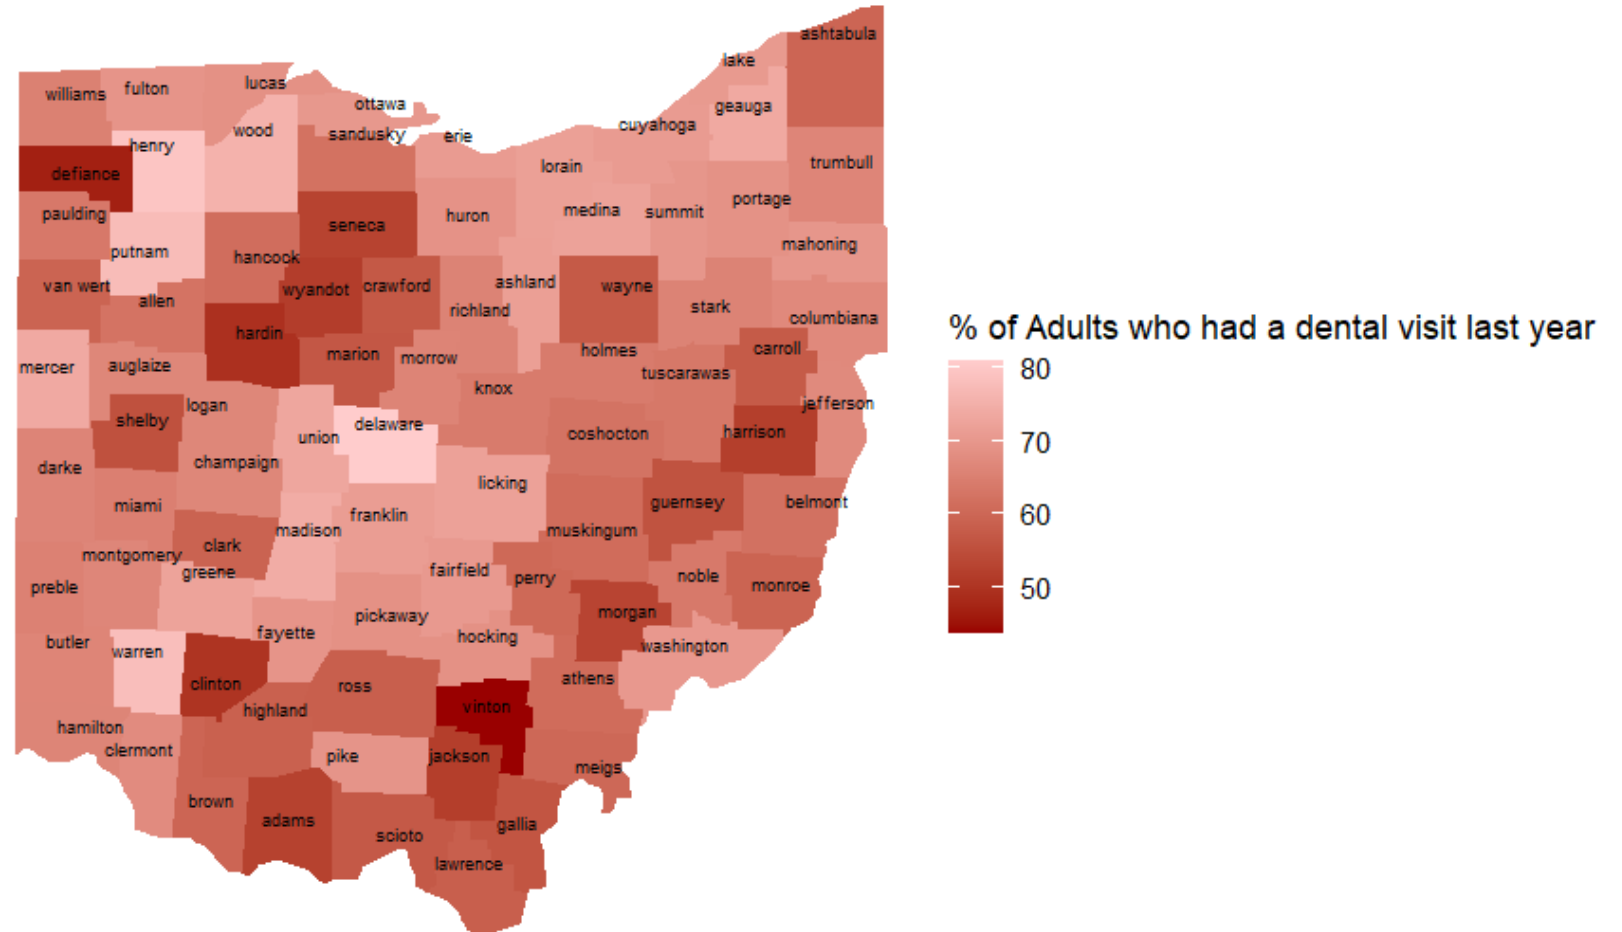 ashtabula
lake
williams
fulton
lucas
ottawa
geauga
wood
sandusky
erie
cuyahoga
henry
lorain
trumbull
defiance
paulding
seneca
huron
medina
summit
portage
putnam
hancock
mahoning
van wert
allen
wyandot
crawford
richland
ashland
wayne
stark
columbiana
hardin
mercer
auglaize
marion
morrow
holmes
carroll
tuscarawas
knox
shelby
logan
union
delaware
jefferson
coshocton
harrison
darke
champaign
miami
licking
guernsey
belmont
madison
franklin
muskingum
montgomery
clark
greene
fairfield
perry
noble
monroe
preble
pickaway
morgan
butler
warren
fayette
hocking
washington
clinton
ross
athens
highland
vinton
hamilton
clermont
pike
jackson
meigs
brown
adams
scioto
gallia
lawrence
% of Adults who had a dental visit last year
80
70
60
50